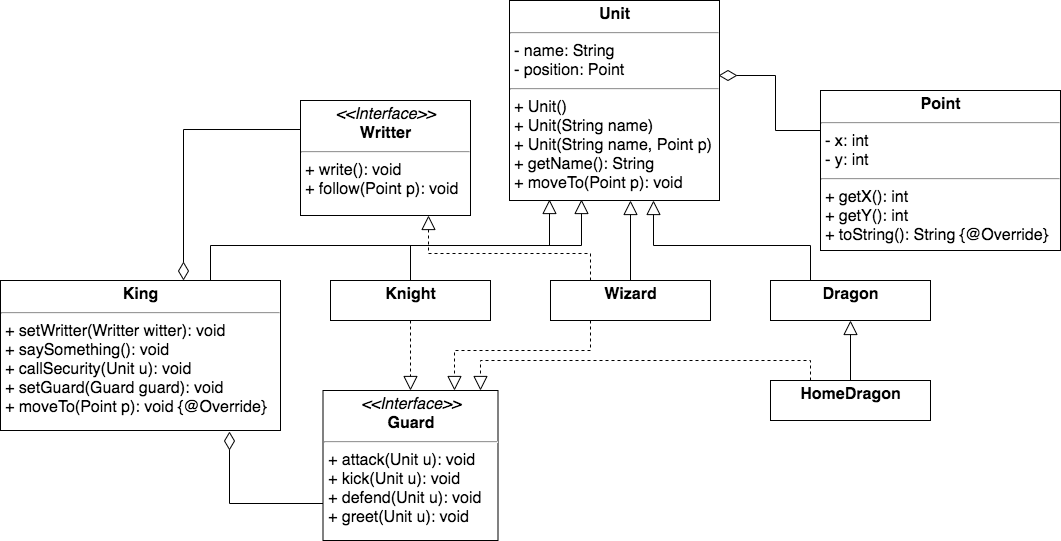 Unit
- name: String
- position: Point
+ Unit()
+ Unit(String name)
+ Unit(String name, Point p)
+ getName(): String
+ moveTo(Point p): void
Point
- x: int
- y: int
+ getX(): int
+ getY(): int
+ toString(): String {@Override}
<<Interface>>
Writter
+ write(): void
+ follow(Point p): void
King
+ setWritter(Writter witter): void
+ saySomething(): void
+ callSecurity(Unit u): void
+ setGuard(Guard guard): void
+ moveTo(Point p): void {@Override}
Knight
Wizard
Dragon
HomeDragon
<<Interface>>
Guard
+ attack(Unit u): void
+ kick(Unit u): void
+ defend(Unit u): void
+ greet(Unit u): void